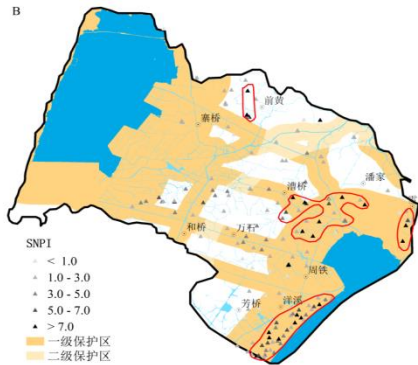 B
前黄
寨桥
潘家
漕桥
和桥
万石
周铁
芳桥
洋溪
SNPI
< 1.0
1.0 - 3.0
3.0 - 5.0
5.0 - 7.0
> 7.0
一级保护区
二级保护区